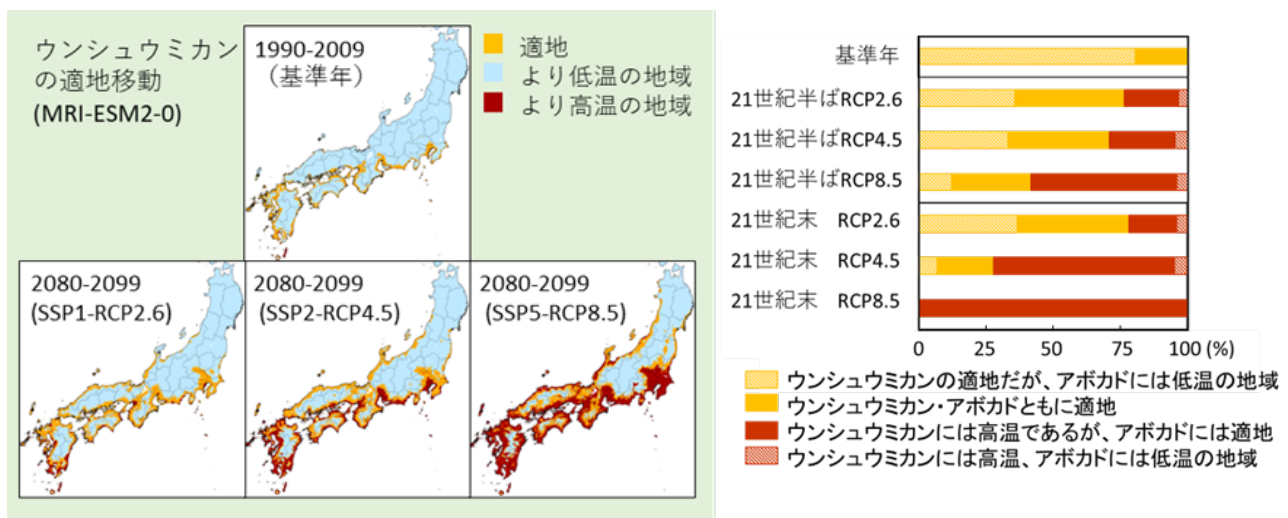 ウンシュウミカン
の適地移動
(MRI-ESM2-0)
1990-2009
（基準年）
適地
より低温の地域
より高温の地域
2080-2099
(SSP1-RCP2.6)
2080-2099
(SSP2-RCP4.5)
2080-2099
(SSP5-RCP8.5)
基準年
21世紀半ばRCP2.6
21世紀半ばRCP4.5
21世紀半ばRCP8.5
21世紀末 RCP2.6
21世紀末 RCP4.5
21世紀末 RCP8.5
0 25 50 75 100 (%)
ウンシュウミカンの適地だが、アボカドには低温の地域
ウンシュウミカン・アボカドともに適地
ウンシュウミカンには高温であるが、アボカドには適地
ウンシュウミカンには高温、アボカドには低温の地域